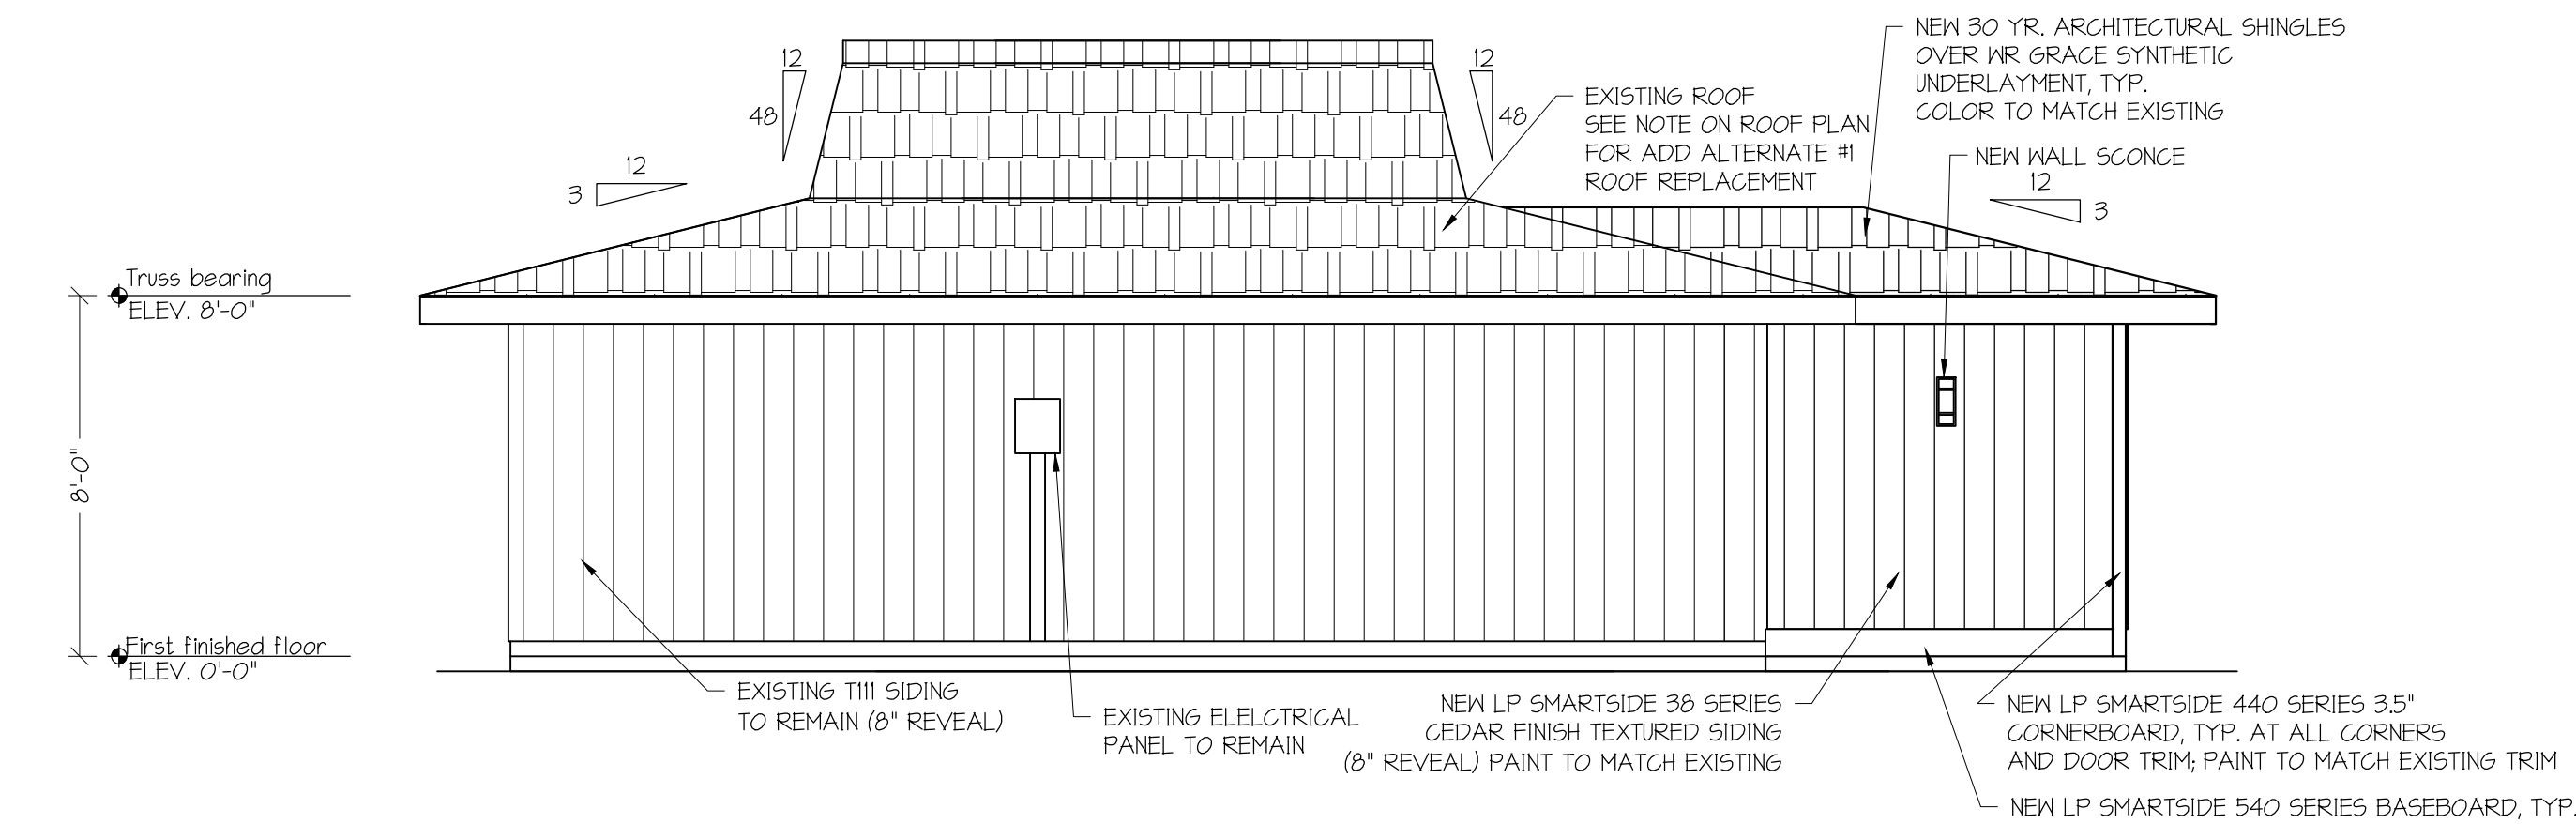 NEW 30 YR. ARCHITECTURAL SHINGLES
OVER WR GRACE SYNTHETIC
UNDERLAYMENT, TYP.
COLOR TO MATCH EXISTING
12
48
12
48
EXISTING ROOF
SEE NOTE ON ROOF PLAN
FOR ADD ALTERNATE #1
ROOF REPLACEMENT
NEW WALL SCONCE
12
3
12
3
Truss bearing
ELEV. 8'-0"
8'-0"
First finished floor
ELEV. 0'-0"
EXISTING T111 SIDING
TO REMAIN (8" REVEAL)
EXISTING ELELCTRICAL
PANEL TO REMAIN
NEW LP SMARTSIDE 38 SERIES
CEDAR FINISH TEXTURED SIDING
(8" REVEAL) PAINT TO MATCH EXISTING
NEW LP SMARTSIDE 440 SERIES 3.5"
CORNERBOARD, TYP. AT ALL CORNERS
AND DOOR TRIM; PAINT TO MATCH EXISTING TRIM
NEW LP SMARTSIDE 540 SERIES BASEBOARD, TYP.